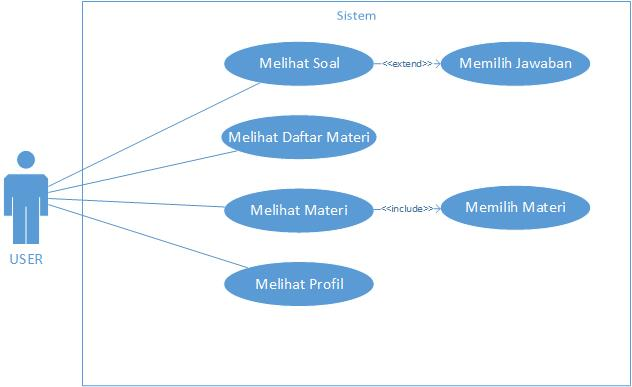 Sistem
Melihat Soal
<<extend>>
Memilih Jawaban
Melihat Daftar Materi
Melihat Materi
<<include>>
Memilih Materi
USER
Melihat Profil